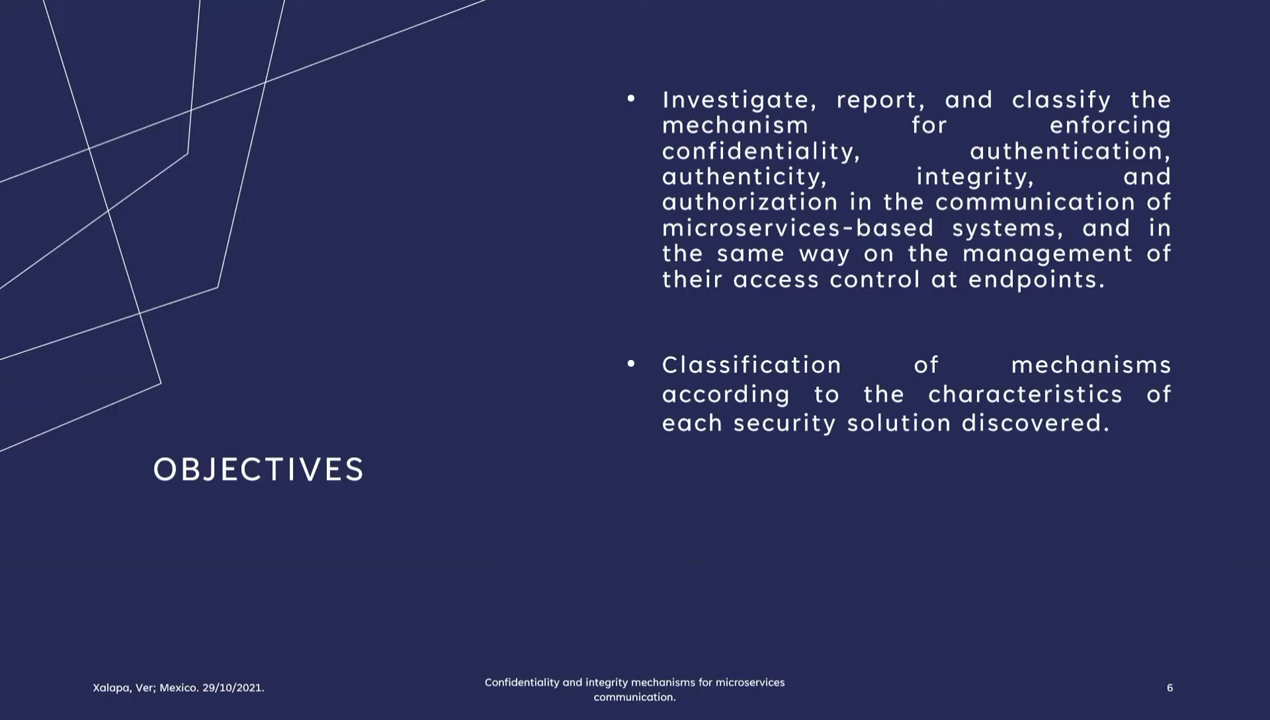 • Investigate, report, and classify the
mechanism for enforcing
confidentiality, authentication,
authenticity, integrity, and
authorization in the communication of
microservices-based systems, and in
the same way on the management of
their access control at endpoints.
• Classification of mechanisms
according to the characteristics of
each security solution discovered.
OBJECTIVES
Xalapa, Ver; Mexico. 29/10/2021.
Confidentiality and integrity mechanisms for microservices
communication.
6